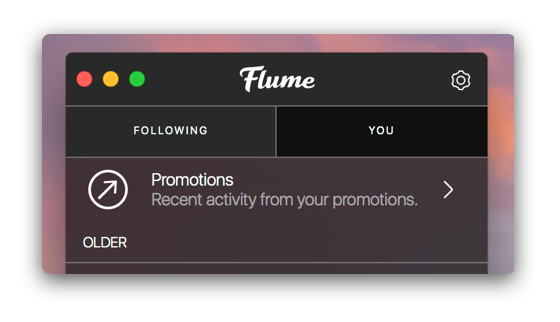 Flume
FOLLOWING
YOU
Promotions
Recent activity from your promotions.
OLDER